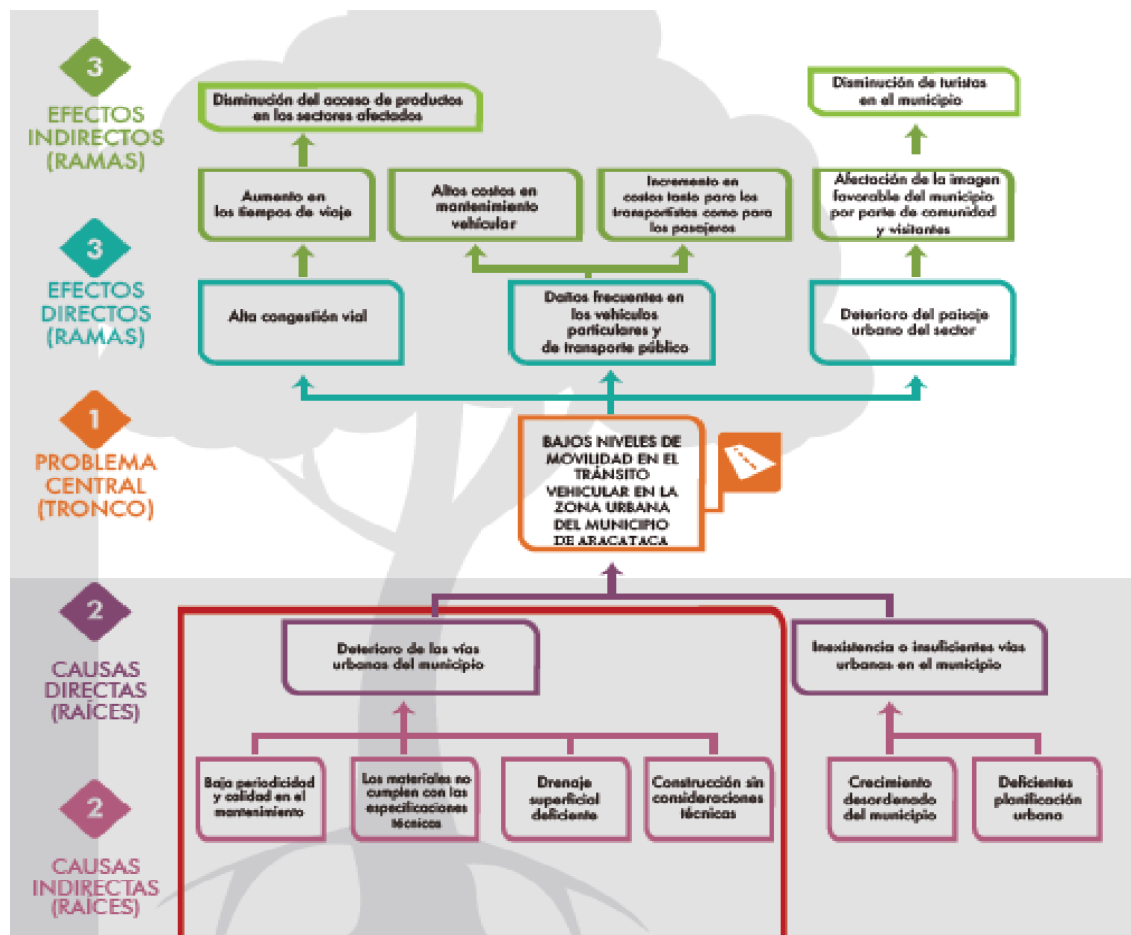 3
EFECTOS
INDIRECTOS
(RAMAS)
Disminución del acceso de productos
en los sectores afectados
Disminución de turistas
en el municipio
Aumento en
los tiempos de viaje
Altos costos en
mantenimiento
vehícular
Incremento en
costos tanto para los
transportistas como para
los pasajeros
Afectación de la imagen
favorable del municipio
por parte de comunidad
y visitantes
3
EFECTOS
DIRECTOS
(RAMAS)
Alta congestión vial
Daños frecuentes en
los vehículos
particulares y
de transporte público
Deterioro del paisaje
urbano del sector
1
PROBLEMA
CENTRAL
(TRONCO)
BAJOS NIVELES DE
MOVILIDAD EN EL
TRÁNSITO
VEHICULAR EN LA
ZONA URBANA
DEL MUNICIPIO
DE ARACATACA
2
CAUSAS
DIRECTAS
(RAÍCES)
Deterioro de las vías
urbanas del municipio
Inexistencia o insuficientes vías
urbanas en el municipio
2
CAUSAS
INDIRECTAS
(RAÍCES)
Baja periodicidad
y calidad en el
mantenimiento
Los materiales no
cumplen con las
especificaciones
técnicas
Drenaje
superficial
deficiente
Construcción sin
consideraciones
técnicas
Crecimiento
desordenado
del municipio
Deficientes
planificación
urbana